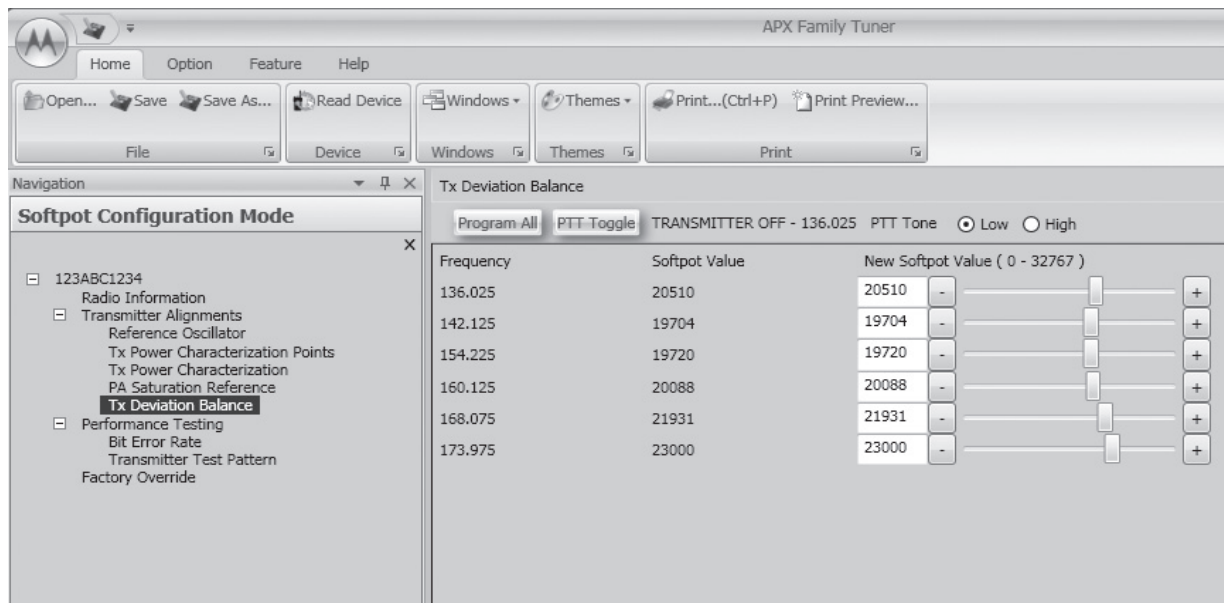 APX Family Tuner
Home Option Feature Help
Open... Save Save As... Read Device Windows Themes Print...(Ctrl+P) Print Preview...
File Device Windows Themes Print
Navigation
Softpot Configuration Mode
123ABC1234
Radio Information
Transmitter Alignments
Reference Oscillator
Tx Power Characterization Points
Tx Power Characterization
PA Saturation Reference
Tx Deviation Balance
Performance Testing
Bit Error Rate
Transmitter Test Pattern
Factory Override
Tx Deviation Balance
Program All PTT Toggle TRANSMITTER OFF - 136.025 PTT Tone Low High
Frequency Softpot Value New Softpot Value ( 0 - 32767 )
136.025 20510 20510 - +
142.125 19704 19704 - +
154.225 19720 19720 - +
160.125 20088 20088 - +
168.075 21931 21931 - +
173.975 23000 23000 - +